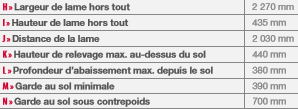 H» Largeur de lame hors tout 2 270 mm
I» Hauteur de lame hors tout 435 mm
J» Distance de la lame 2 030 mm
K» Hauteur de relevage max. au-dessus du sol 440 mm
L» Profondeur d'abaissement max. depuis le sol 380 mm
M» Garde au sol minimale 390 mm
N» Garde au sol sous contrepoids 700 mm